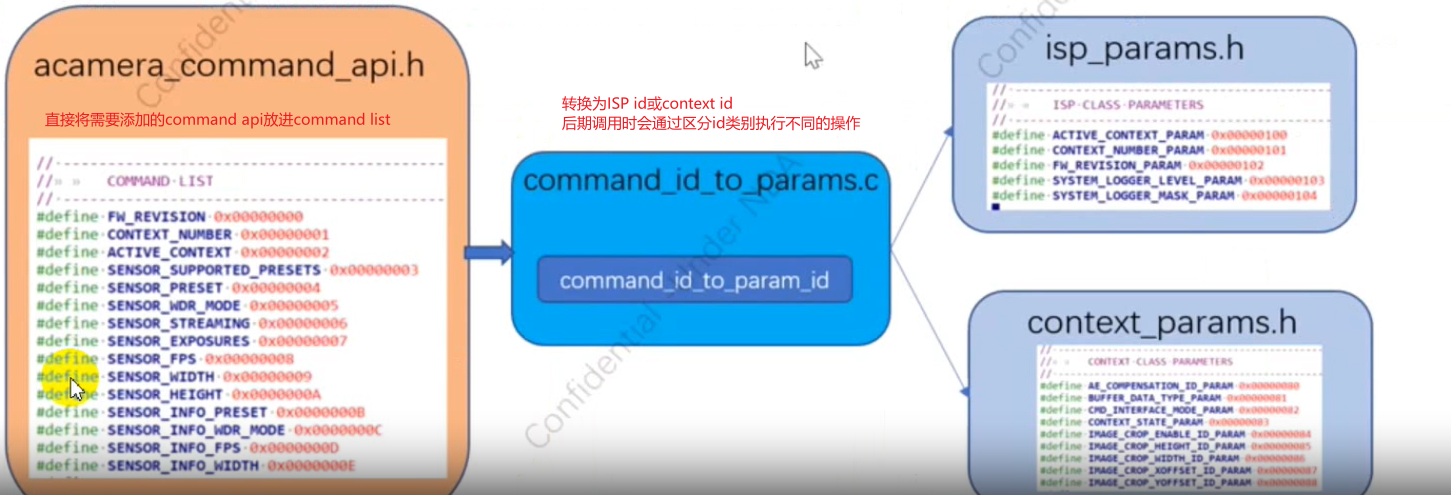 acamera_command_api.h
直接将需要添加的command api放进command list
// ----------------------------------------
//» » COMMAND LIST
// ----------------------------------------
#define FW_REVISION 0x00000000
#define CONTEXT_NUMBER 0x00000001
#define ACTIVE_CONTEXT 0x00000002
#define SENSOR_SUPPORTED_PRESETS 0x00000003
#define SENSOR_PRESET 0x00000004
#define SENSOR_WDR_MODE 0x00000005
#define SENSOR_STREAMING 0x00000006
#define SENSOR_EXPOSURES 0x00000007
#define SENSOR_FPS 0x00000008
#define SENSOR_WIDTH 0x00000009
#define SENSOR_HEIGHT 0x0000000A
#define SENSOR_INFO_PRESET 0x0000000B
#define SENSOR_INFO_WDR_MODE 0x0000000C
#define SENSOR_INFO_FPS 0x0000000D
#define SENSOR_INFO_WIDTH 0x0000000E
转换为ISP id或context id
后期调用时会通过区分id类别执行不同的操作
command_id_to_params.c
command_id_to_param_id
isp_params.h
// ----------------------------------------
//» » ISP CLASS PARAMETERS
// ----------------------------------------
#define ACTIVE_CONTEXT_PARAM 0x00000100
#define CONTEXT_NUMBER_PARAM 0x00000101
#define FW_REVISION_PARAM 0x00000102
#define SYSTEM_LOGGER_LEVEL_PARAM 0x00000103
#define SYSTEM_LOGGER_MASK_PARAM 0x00000104
context_params.h
// ----------------------------------------
//» » CONTEXT CLASS PARAMETERS
// ----------------------------------------
#define AE_COMPENSATION_ID_PARAM 0x00000080
#define BUFFER_DATA_TYPE_PARAM 0x00000081
#define CMD_INTERFACE_MODE_PARAM 0x00000082
#define CONTEXT_STATE_PARAM 0x00000083
#define IMAGE_CROP_ENABLE_ID_PARAM 0x00000084
#define IMAGE_CROP_HEIGHT_ID_PARAM 0x00000085
#define IMAGE_CROP_WIDTH_ID_PARAM 0x00000086
#define IMAGE_CROP_XOFFSET_ID_PARAM 0x00000087
#define IMAGE_CROP_YOFFSET_ID_PARAM 0x00000088
Confidential Under NDA